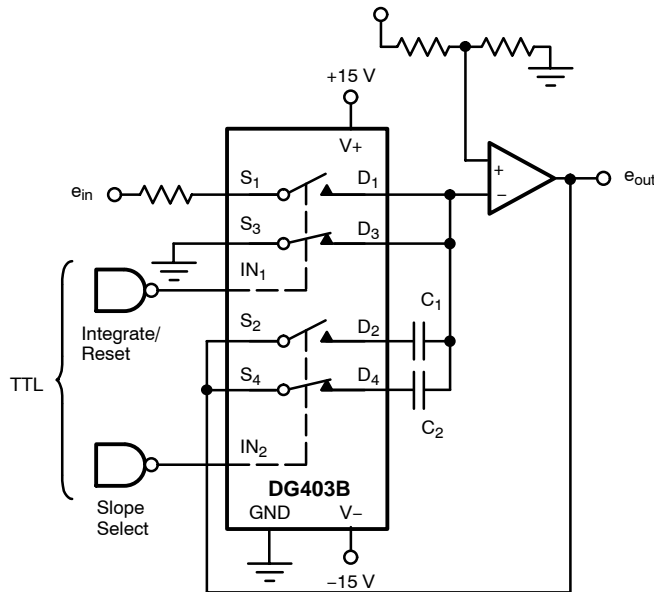 +15 V
V+
e_in
S1
D1
+
−
e_out
S3
D3
IN1
Integrate/
Reset
C1
S2
D2
TTL
S4
D4
C2
IN2
DG403B
Slope
Select
GND
V−
−15 V